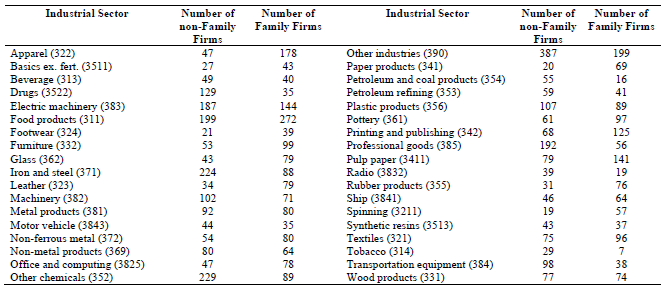 Industrial Sector Number of non-Family Firms Number of Family Firms Industrial Sector Number of non-Family Firms Number of Family Firms
Apparel (322) 47 178 Other industries (390) 387 199
Basics ex. fert. (3511) 27 43 Paper products (341) 20 69
Beverage (313) 49 40 Petroleum and coal products (354) 55 16
Drugs (3522) 129 35 Petroleum refining (353) 59 41
Electric machinery (383) 187 144 Plastic products (356) 107 89
Food products (311) 199 272 Pottery (361) 61 97
Footwear (324) 21 39 Printing and publishing (342) 68 125
Furniture (332) 53 99 Professional goods (385) 192 56
Glass (362) 43 79 Pulp paper (3411) 79 141
Iron and steel (371) 224 88 Radio (3832) 39 19
Leather (323) 34 79 Rubber products (355) 31 76
Machinery (382) 102 71 Ship (3841) 46 64
Metal products (381) 92 80 Spinning (3211) 19 57
Motor vehicle (3843) 44 35 Synthetic resins (3513) 43 37
Non-ferrous metal (372) 54 80 Textiles (321) 75 96
Non-metal products (369) 80 64 Tobacco (314) 29 7
Office and computing (3825) 47 78 Transportation equipment (384) 98 38
Other chemicals (352) 229 89 Wood products (331) 77 74